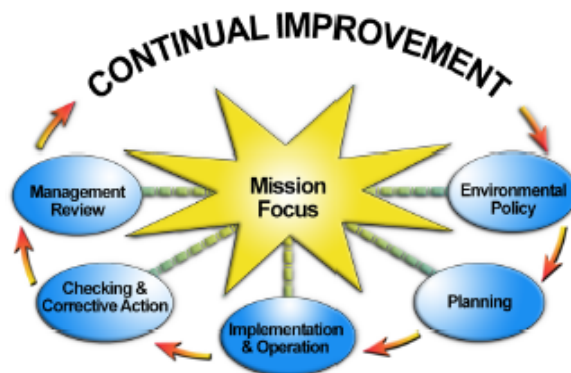 CONTINUAL IMPROVEMENT
Mission
Focus
Management
Review
Environmental
Policy
Checking &
Corrective Action
Planning
Implementation
& Operation